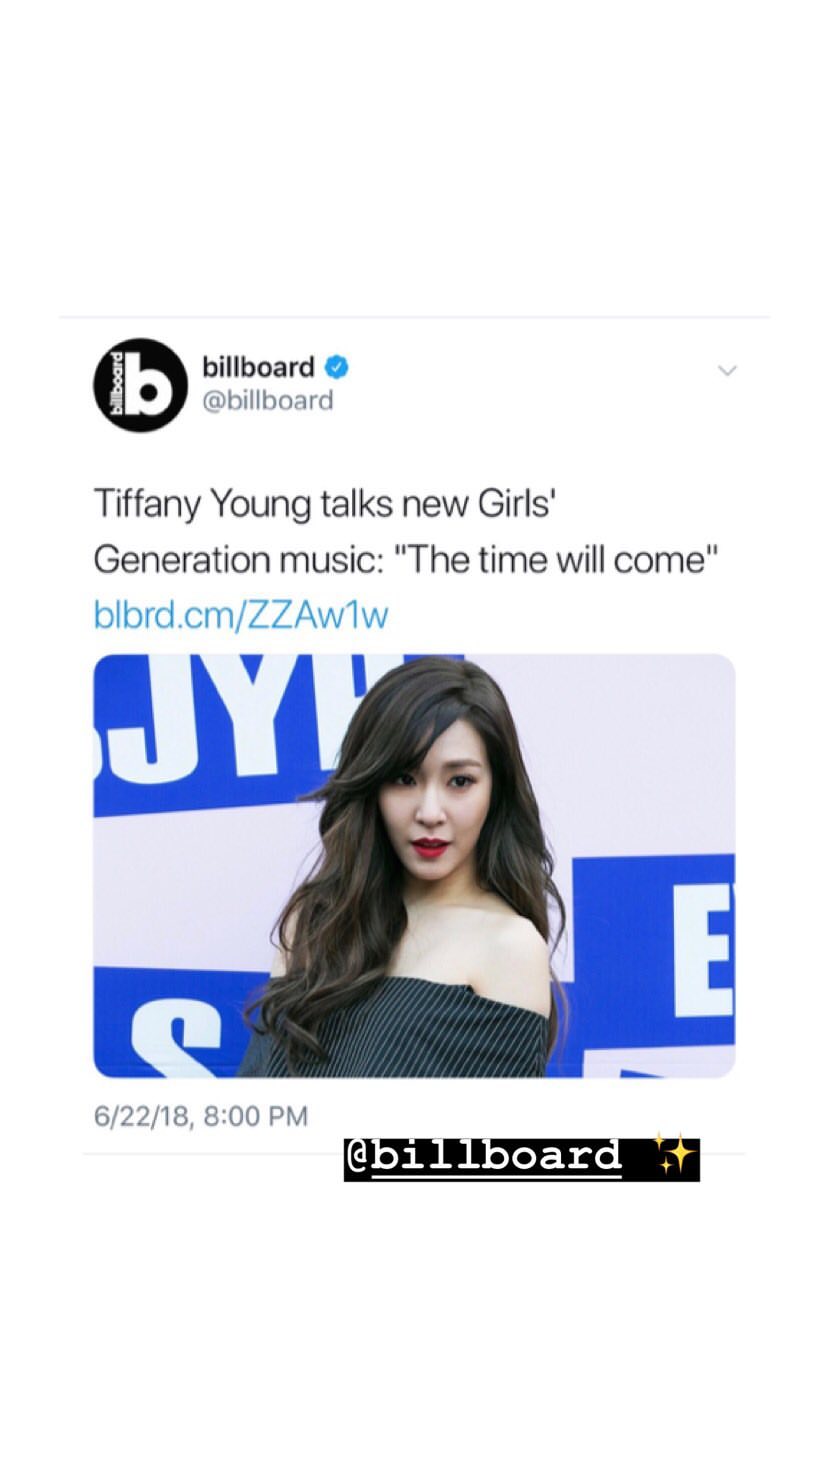 billboard
b
billboard
@billboard
Tiffany Young talks new Girls'
Generation music: "The time will come"
blbrd.cm/ZZAw1w
JY
E
S
6/22/18, 8:00 PM
@billboard ✨